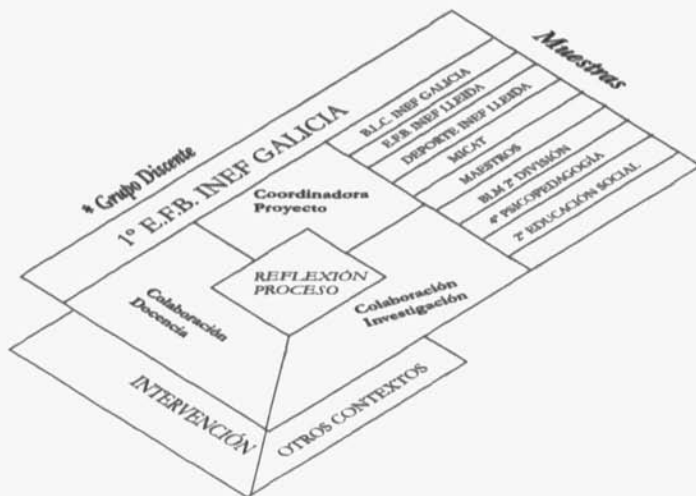 Muestras
* Grupo Discente
1º E.F.B. INEF GALICIA
B.L.C. INEF GALICIA
E.F.B. INEF LLEIDA
DEPORTE INEF LLEIDA
MICAT
MAESTROS
BLM 2ª DIVISIÓN
4º PSICOPEDAGOGÍA
2º EDUCACIÓN SOCIAL
Coordinadora
Proyecto
REFLEXIÓN
PROCESO
Colaboración
Docencia
Colaboración
Investigación
INTERVENCIÓN
OTROS CONTEXTOS